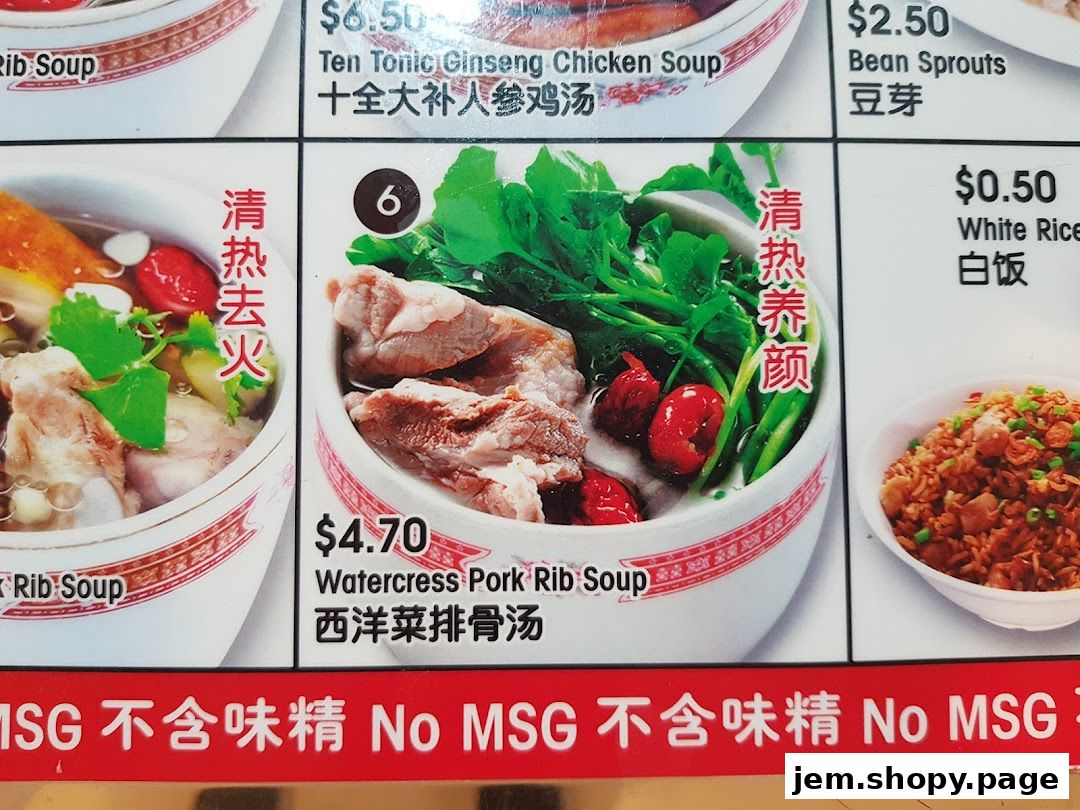 Rib Soup
$6.50
Ten Tonic Ginseng Chicken Soup
十全大补人参鸡汤
$2.50
Bean Sprouts
豆芽
清热去火
Rib Soup
6
清热养颜
$4.70
Watercress Pork Rib Soup
西洋菜排骨汤
$0.50
White Rice
白饭
MSG 不含味精 No MSG 不含味精 No MSG
jem.shopy.page